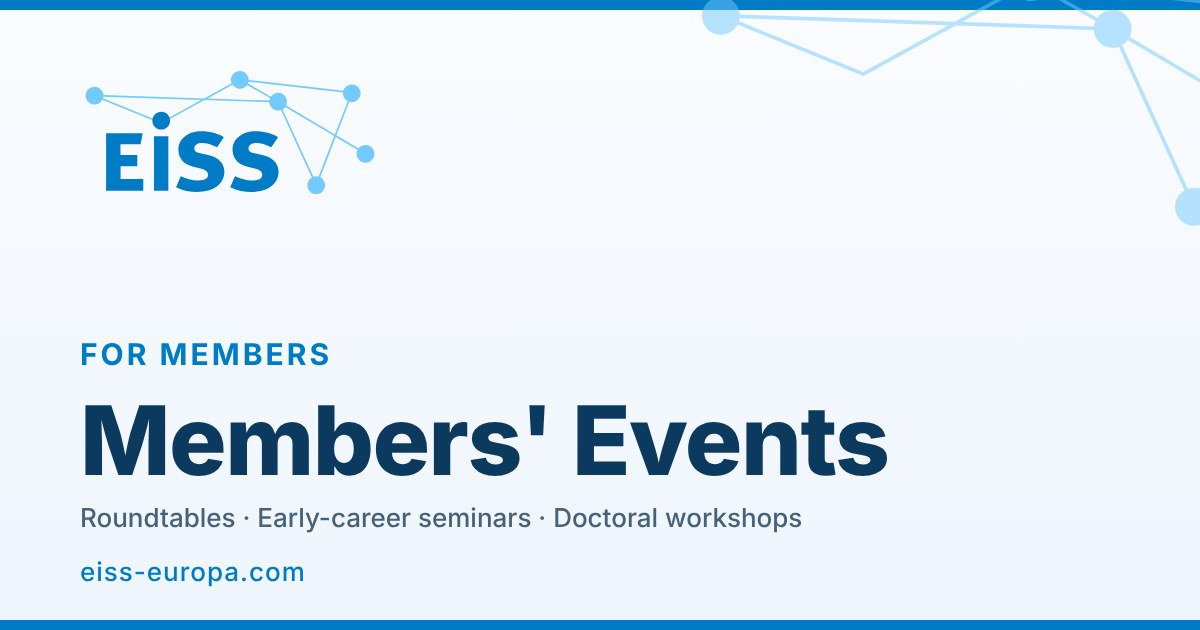 EiSS
FOR MEMBERS
Members' Events
Roundtables · Early-career seminars · Doctoral workshops
eiss-europa.com